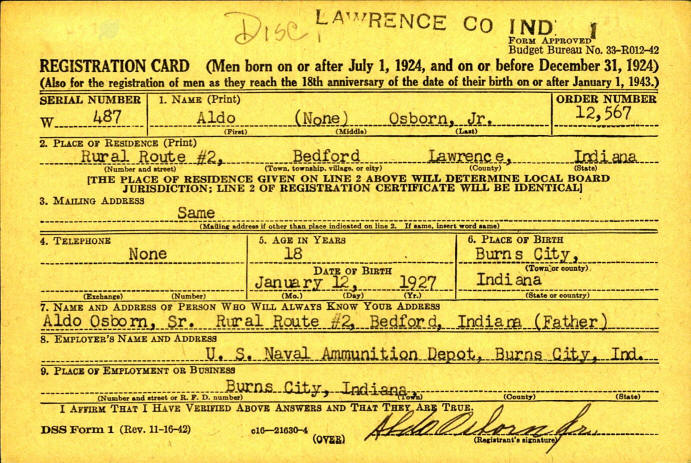 Disc 1 LAWRENCE CO IND. 1
FORM APPROVED
Budget Bureau No. 33-R012-42
REGISTRATION CARD (Men born on or after July 1, 1924, and on or before December 31, 1924)
(Also for the registration of men as they reach the 18th anniversary of the date of their birth on or after January 1, 1943.)
SERIAL NUMBER 1. NAME (Print) ORDER NUMBER
W 487 Aldo (None) Osborn, Jr. 12,567
(First) (Middle) (Last)
2. PLACE OF RESIDENCE (Print)
Rural Route #2, Bedford Lawrence, Indiana
(Number and street) (Town, township, village, or city) (County) (State)
[THE PLACE OF RESIDENCE GIVEN ON LINE 2 ABOVE WILL DETERMINE LOCAL BOARD
JURISDICTION; LINE 2 OF REGISTRATION CERTIFICATE WILL BE IDENTICAL]
3. MAILING ADDRESS
Same
(Mailing address if other than place indicated on line 2. If same, insert word same)
4. TELEPHONE 5. AGE IN YEARS 6. PLACE OF BIRTH
None 18 Burns City,
DATE OF BIRTH (Town or county)
January 12, 1927 Indiana
(Exchange) (Number) (Mo.) (Day) (Yr.) (State or country)
7. NAME AND ADDRESS OF PERSON WHO WILL ALWAYS KNOW YOUR ADDRESS
Aldo Osborn, Sr. Rural Route #2, Bedford, Indiana (Father)
8. EMPLOYER'S NAME AND ADDRESS
U. S. Naval Ammunition Depot, Burns City, Ind.
9. PLACE OF EMPLOYMENT OR BUSINESS
Burns City, Indiana,
(Number and street or R. F. D. number) (Town) (County) (State)
I AFFIRM THAT I HAVE VERIFIED ABOVE ANSWERS AND THAT THEY ARE TRUE.
DSS Form 1 (Rev. 11-16-42) c16—21630-4 Aldo Osborn Jr.
(OVER) (Registrant's signature)